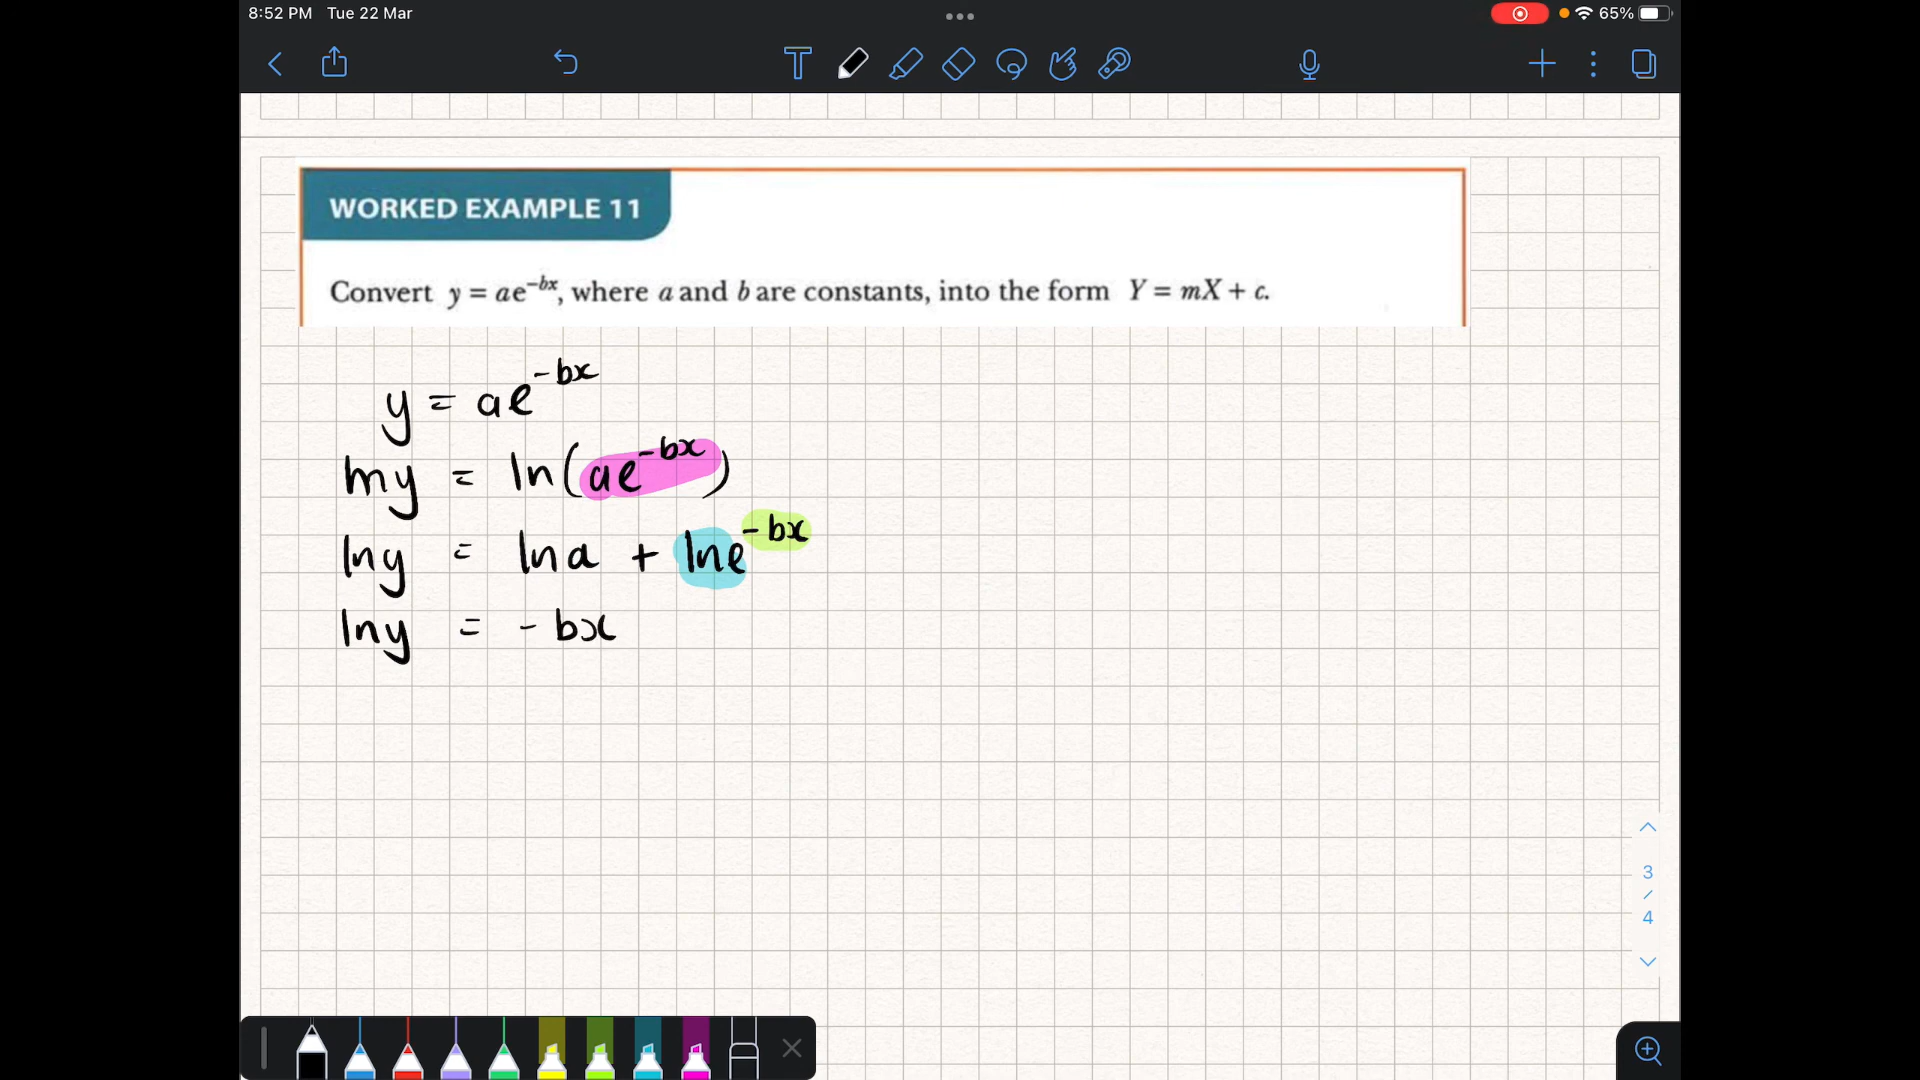 8:52 PM Tue 22 Mar
65%
WORKED EXAMPLE 11
Convert y = ae^{-bx}, where a and b are constants, into the form Y = mX + c.
y = ae^{-bx}
my = ln(ae^{-bx})
lny = lna + lne^{-bx}
lny = -bx
3
/
4